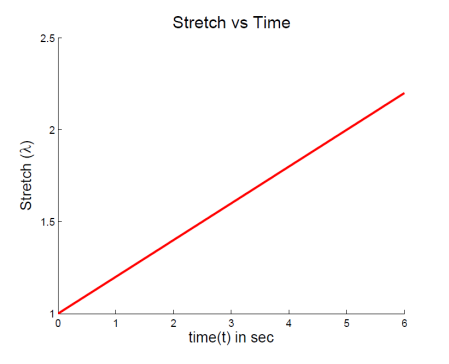 Stretch vs Time
2.5
2
1.5
1
Stretch (λ)
0 1 2 3 4 5 6
time(t) in sec